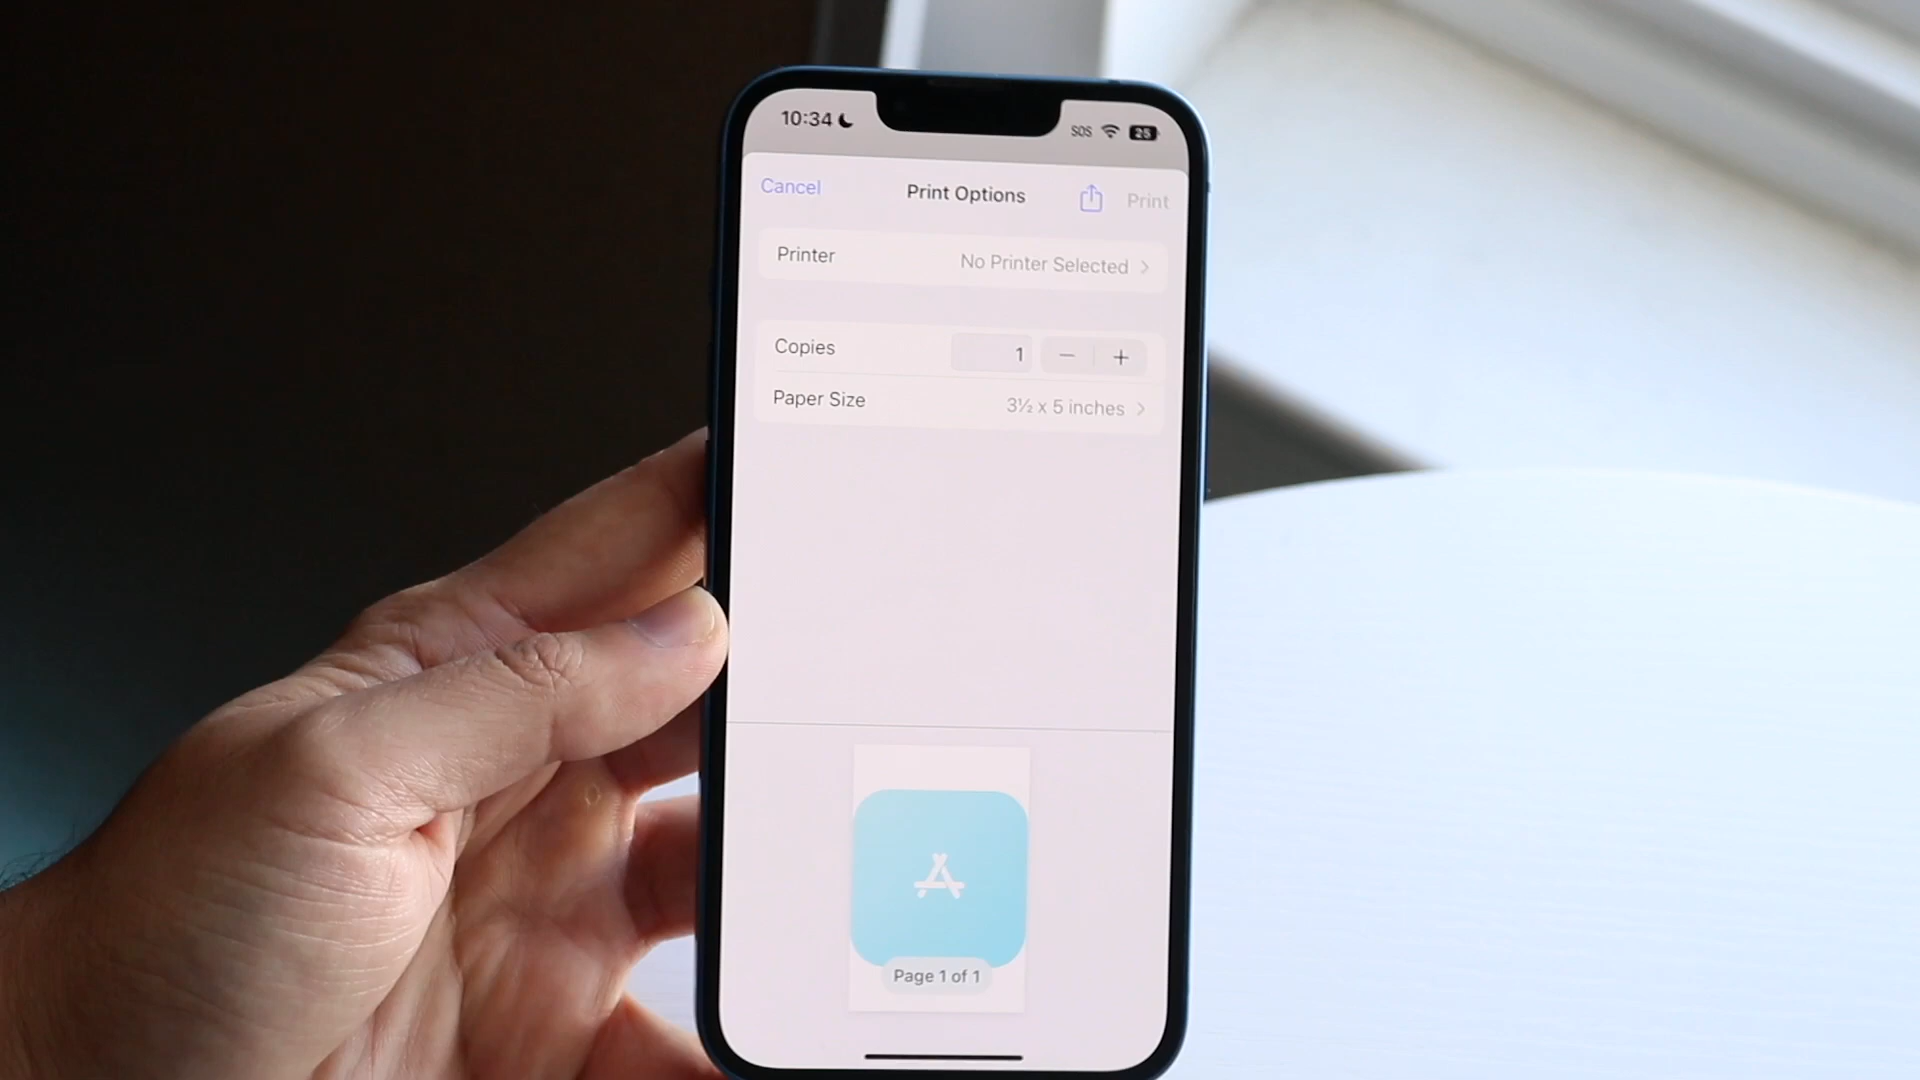 10:34
SOS 25
Cancel Print Options Print
Printer No Printer Selected
Copies 1 − +
Paper Size 3½ x 5 inches
Page 1 of 1